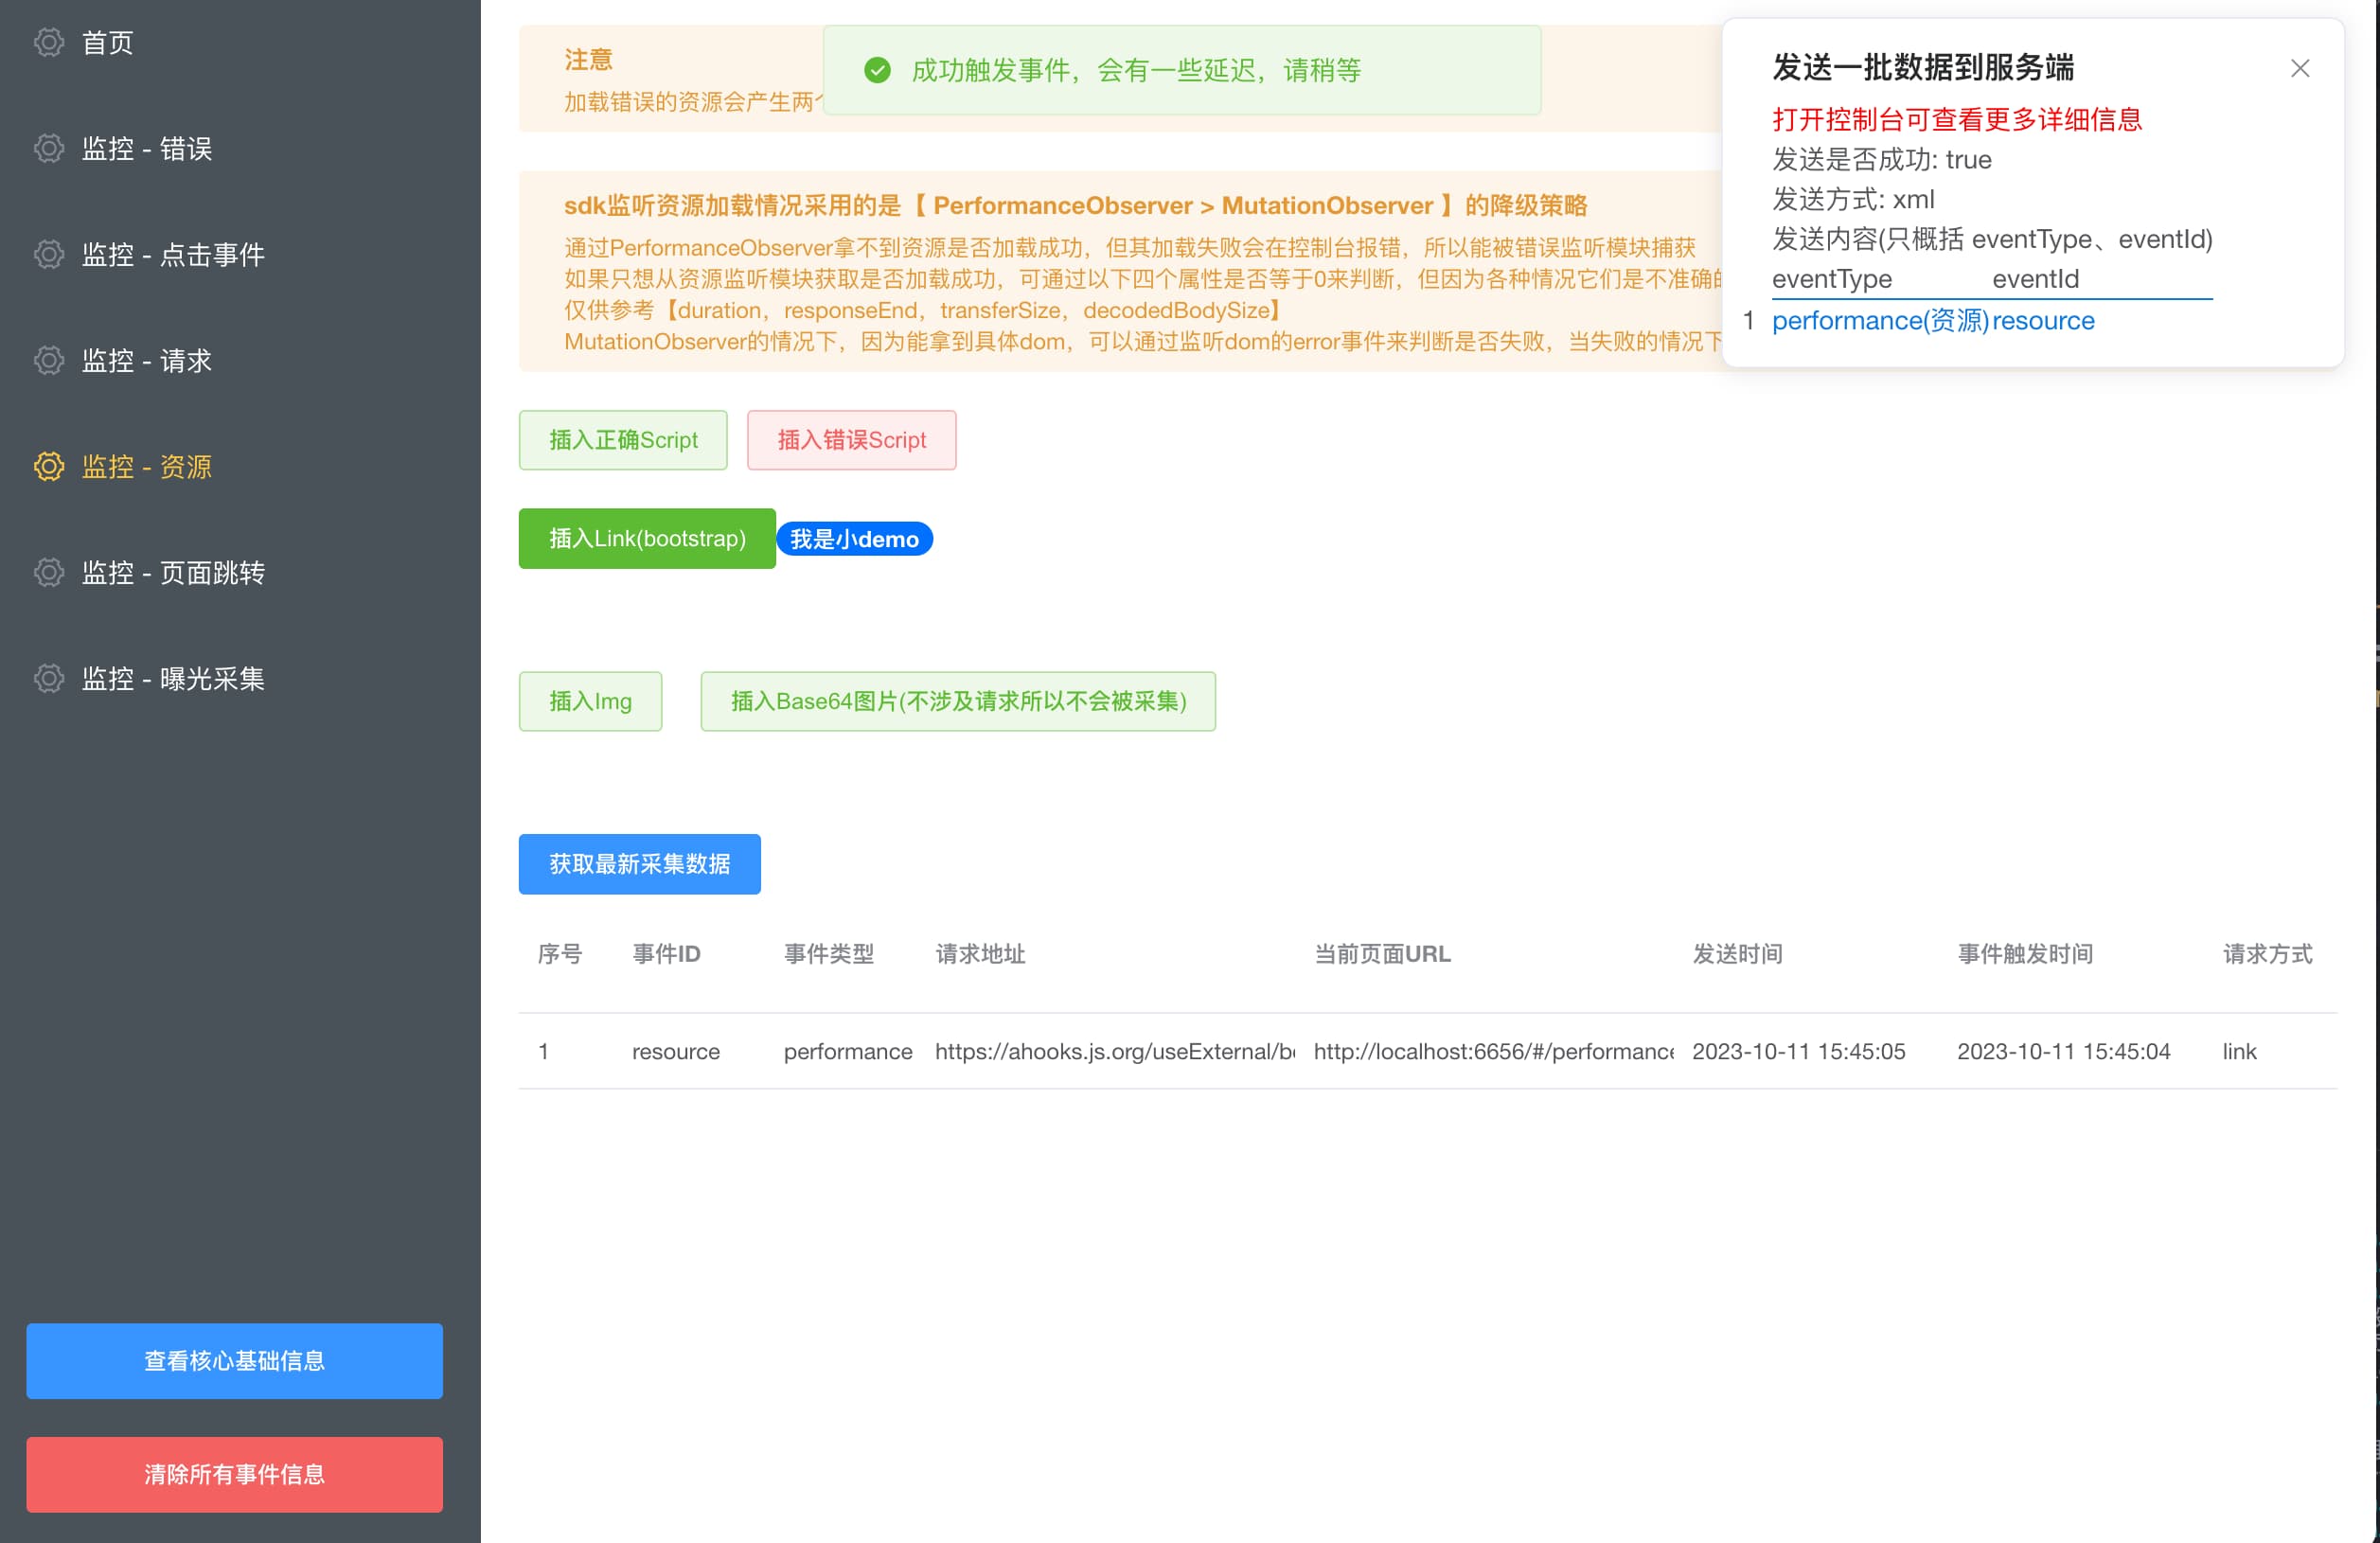 首页
监控 - 错误
监控 - 点击事件
监控 - 请求
监控 - 资源
监控 - 页面跳转
监控 - 曝光采集
查看核心基础信息
清除所有事件信息
注意
加载错误的资源会产生两
成功触发事件，会有一些延迟，请稍等
sdk监听资源加载情况采用的是【 PerformanceObserver > MutationObserver 】的降级策略
通过PerformanceObserver拿不到资源是否加载成功，但其加载失败会在控制台报错，所以能被错误监听模块捕获
如果只想从资源监听模块获取是否加载成功，可通过以下四个属性是否等于0来判断，但因为各种情况它们是不准确的
仅供参考【duration，responseEnd，transferSize，decodedBodySize】
MutationObserver的情况下，因为能拿到具体dom，可以通过监听dom的error事件来判断是否失败，当失败的情况下
发送一批数据到服务端
打开控制台可查看更多详细信息
发送是否成功: true
发送方式: xml
发送内容(只概括 eventType、eventId)
eventType eventId
1 performance(资源) resource
插入正确Script 插入错误Script
插入Link(bootstrap) 我是小demo
插入Img 插入Base64图片(不涉及请求所以不会被采集)
获取最新采集数据
序号 事件ID 事件类型 请求地址 当前页面URL 发送时间 事件触发时间 请求方式
1 resource performance https://ahooks.js.org/useExternal/b http://localhost:6656/#/performance 2023-10-11 15:45:05 2023-10-11 15:45:04 link